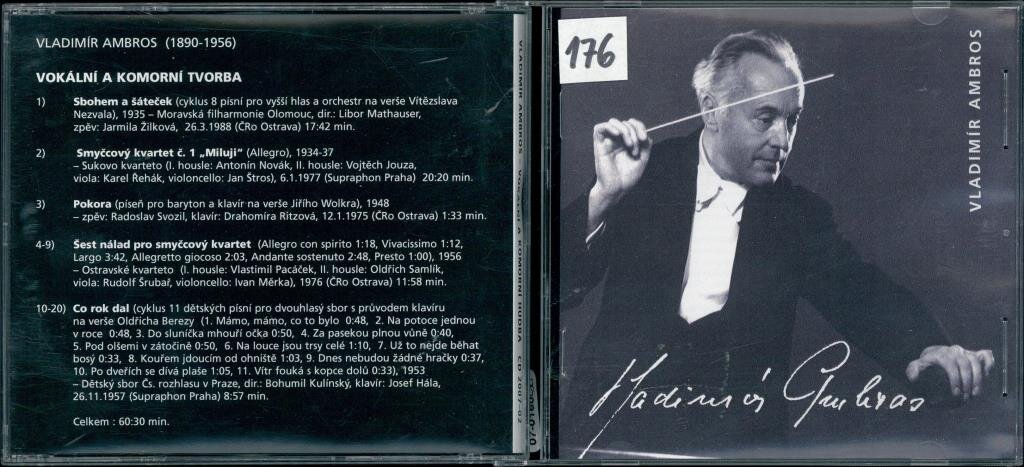 VLADIMÍR AMBROS (1890-1956)
VOKÁLNÍ A KOMORNÍ TVORBA
1) Sbohem a šáteček (cyklus 8 písní pro vyšší hlas a orchestr na verše Vítězslava
Nezvala), 1935 – Moravská filharmonie Olomouc, dir.: Libor Mathauser,
zpěv: Jarmila Žilková, 26.3.1988 (ČRo Ostrava) 17:42 min.
2) Smyčcový kvartet č. 1 „Miluji“ (Allegro), 1934-37
– Sukovo kvarteto (I. housle: Antonín Novák, II. housle: Vojtěch Jouza,
viola: Karel Řehák, violoncello: Jan Štros), 6.1.1977 (Supraphon Praha) 20:20 min.
3) Pokora (píseň pro baryton a klavír na verše Jiřího Wolkra), 1948
– zpěv: Radoslav Svozil, klavír: Drahomíra Ritzová, 12.1.1975 (ČRo Ostrava) 1:33 min.
4-9) Šest nálad pro smyčcový kvartet (Allegro con spirito 1:18, Vivacissimo 1:12,
Largo 3:42, Allegretto giocoso 2:03, Andante sostenuto 2:48, Presto 1:00), 1956
– Ostravské kvarteto (I. housle: Vlastimil Pacáček, II. housle: Oldřich Samlík,
viola: Rudolf Šrubař, violoncello: Ivan Měrka), 1976 (ČRo Ostrava) 11:58 min.
10-20) Co rok dal (cyklus 11 dětských písní pro dvouhlasý sbor s průvodem klavíru
na verše Oldřicha Berezy (1. Mámo, mámo, co to bylo 0:48, 2. Na potoce jednou
v roce 0:48, 3. Do sluníčka mhouří očka 0:50, 4. Za pasekou plnou vůně 0:40,
5. Pod olšemi v zátočině 0:50, 6. Na louce jsou trsy celé 1:10, 7. Už to nejde běhat
bosý 0:33, 8. Kouřem jdoucím od ohniště 1:03, 9. Dnes nebudou žádné hračky 0:37,
10. Po dveřích se dívá plaše 1:05, 11. Vítr fouká s kopce dolů 0:33), 1953
– Dětský sbor Čs. rozhlasu v Praze, dir.: Bohumil Kulínský, klavír: Josef Hála,
26.11.1957 (Supraphon Praha) 8:57 min.
Celkem : 60:30 min.
VLADIMÍR AMBROS VOKÁLNÍ A KOMORNÍ HUDBA CD 2007-02
176
VLADIMÍR AMBROS
Vladimír Ambros